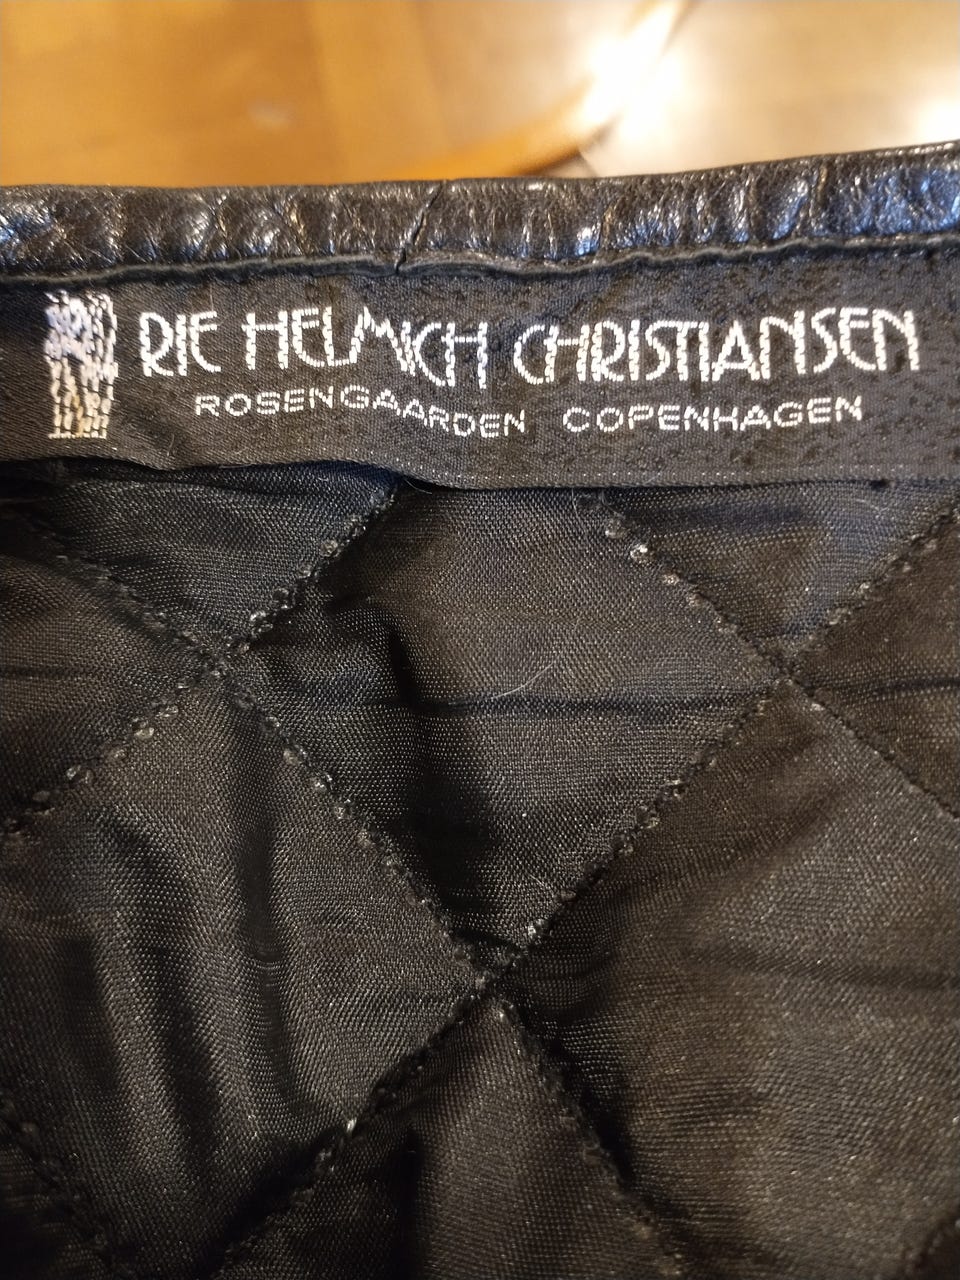 RIE HELMICH CHRISTIANSEN
ROSENGAARDEN COPENHAGEN